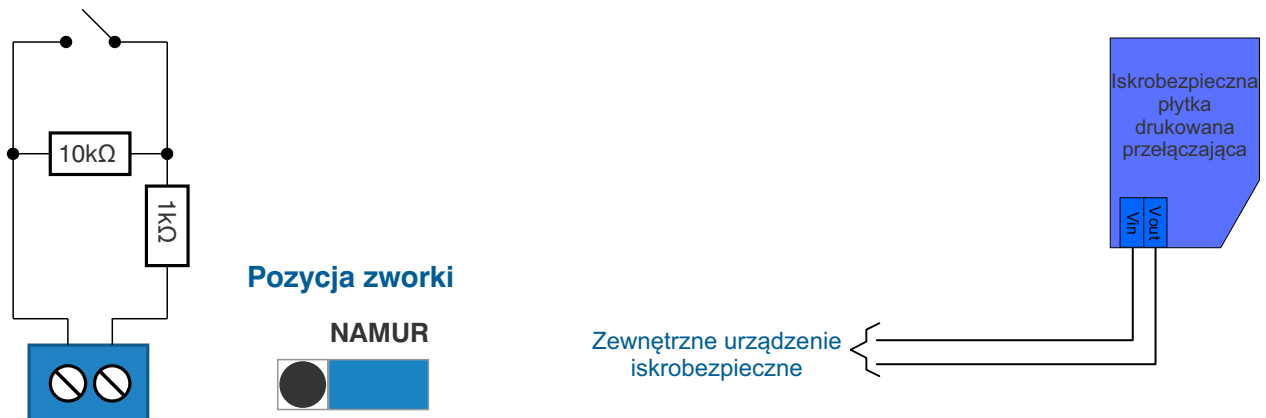 10kΩ
1kΩ
Pozycja zworki
NAMUR
Zewnętrzne urządzenie
iskrobezpieczne
Iskrobezpieczna
płytka
drukowana
przełączająca
Vin
Vout